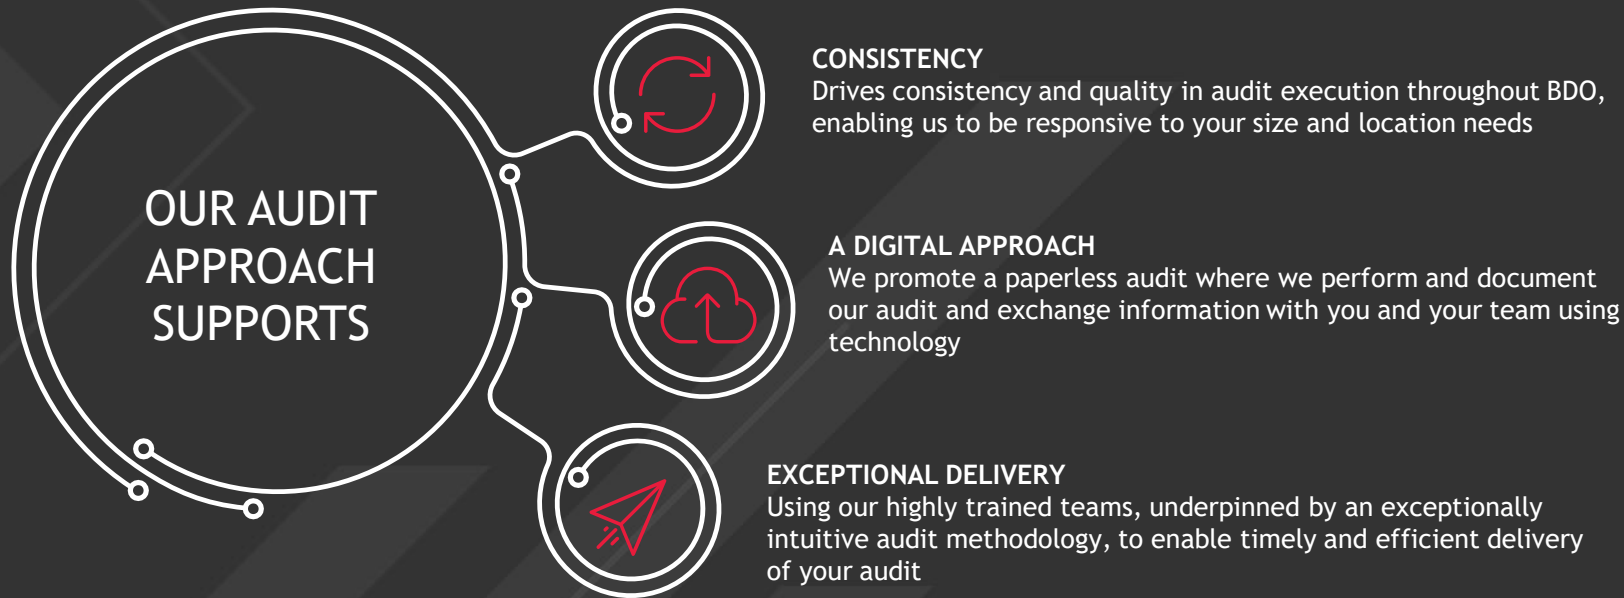 OUR AUDIT
APPROACH
SUPPORTS
CONSISTENCY
Drives consistency and quality in audit execution throughout BDO,
enabling us to be responsive to your size and location needs
A DIGITAL APPROACH
We promote a paperless audit where we perform and document
our audit and exchange information with you and your team using
technology
EXCEPTIONAL DELIVERY
Using our highly trained teams, underpinned by an exceptionally
intuitive audit methodology, to enable timely and efficient delivery
of your audit